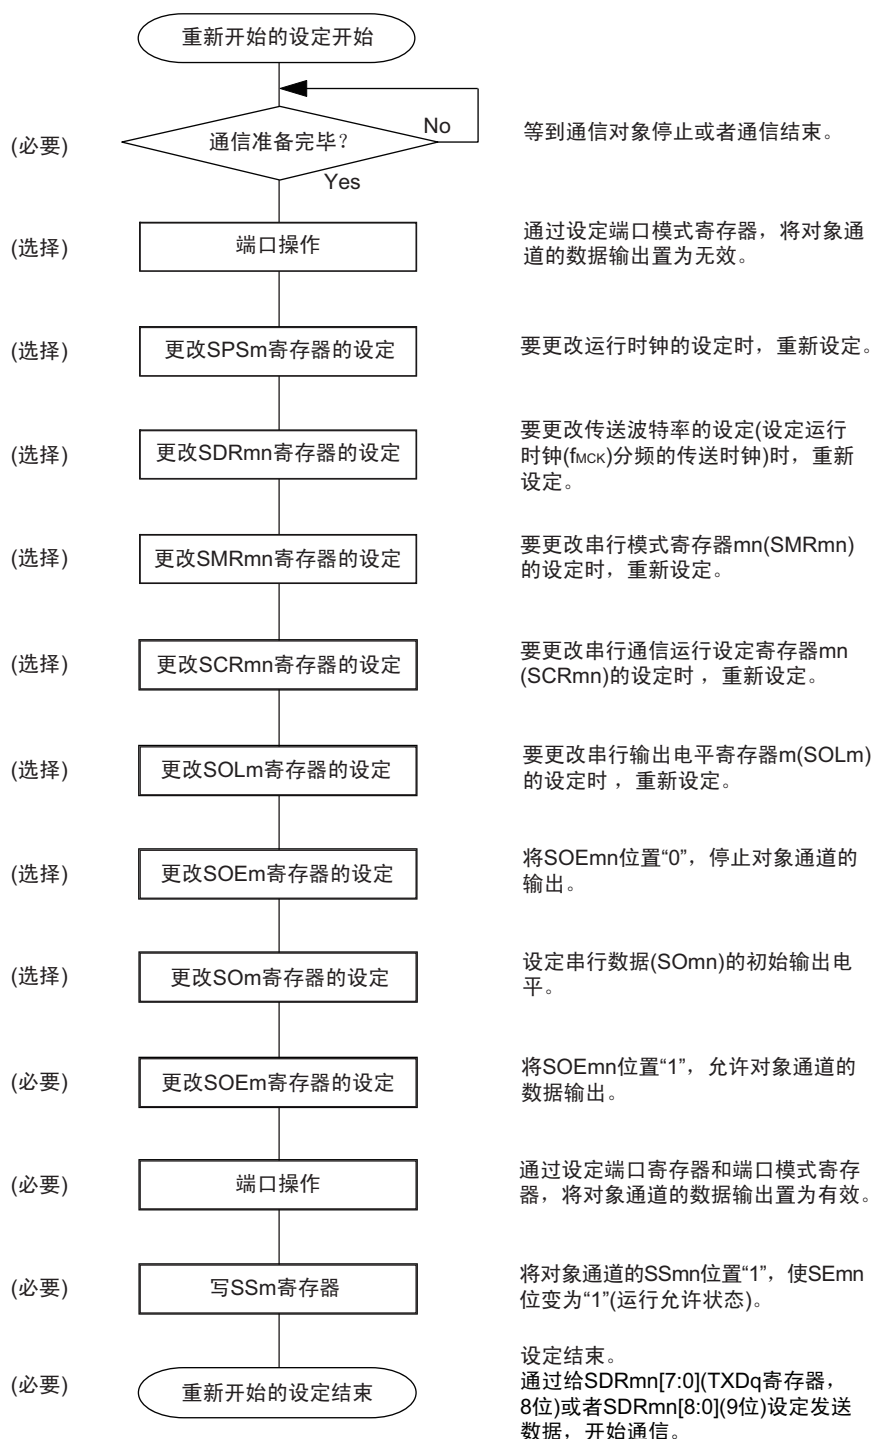 重新开始的设定开始
(必要)
通信准备完毕？
No
Yes
等到通信对象停止或者通信结束。
(选择)
端口操作
通过设定端口模式寄存器，将对象通
道的数据输出置为无效。
(选择)
更改SPSm寄存器的设定
要更改运行时钟的设定时，重新设定。
(选择)
更改SDRmn寄存器的设定
要更改传送波特率的设定(设定运行
时钟(fMCK)分频的传送时钟)时，重新
设定。
(选择)
更改SMRmn寄存器的设定
要更改串行模式寄存器mn(SMRmn)
的设定时，重新设定。
(选择)
更改SCRmn寄存器的设定
要更改串行通信运行设定寄存器mn
(SCRmn)的设定时，重新设定。
(选择)
更改SOLm寄存器的设定
要更改串行输出电平寄存器m(SOLm)
的设定时，重新设定。
(选择)
更改SOEm寄存器的设定
将SOEmn位置“0”，停止对象通道的
输出。
(选择)
更改SOm寄存器的设定
设定串行数据(SOmn)的初始输出电
平。
(必要)
更改SOEm寄存器的设定
将SOEmn位置“1”，允许对象通道的
数据输出。
(必要)
端口操作
通过设定端口寄存器和端口模式寄存
器，将对象通道的数据输出置为有效。
(必要)
写SSm寄存器
将对象通道的SSmn位置“1”，使SEmn
位变为“1”(运行允许状态)。
(必要)
重新开始的设定结束
设定结束。
通过给SDRmn[7:0](TXDq寄存器，
8位)或者SDRmn[8:0](9位)设定发送
数据，开始通信。